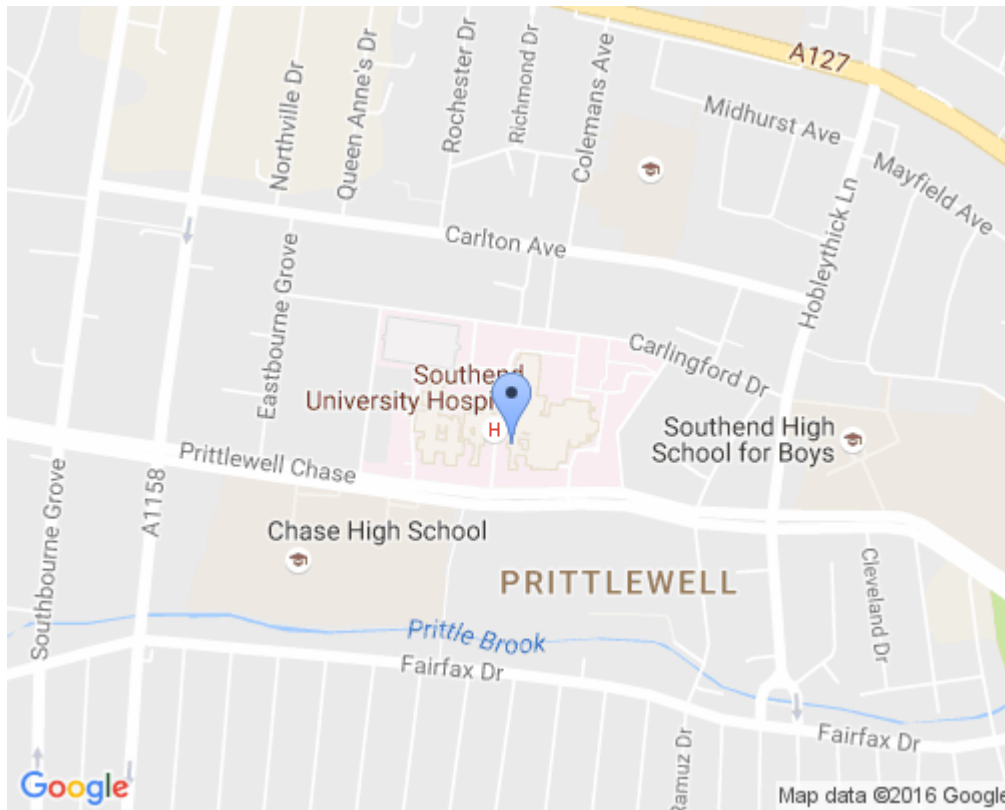 A127
Northville Dr
Queen Anne's Dr
Rochester Dr
Richmond Dr
Colemans Ave
Midhurst Ave
Mayfield Ave
Hobleythick Ln
Carlton Ave
Eastbourne Grove
Carlingford Dr
Southend
University Hospi
H
Southend High
School for Boys
Prittlewell Chase
A1158
Southbourne Grove
Chase High School
PRITTLEWELL
Cleveland Dr
Prittle Brook
Fairfax Dr
Ramuz Dr
Fairfax Dr
Google
Map data ©2016 Google